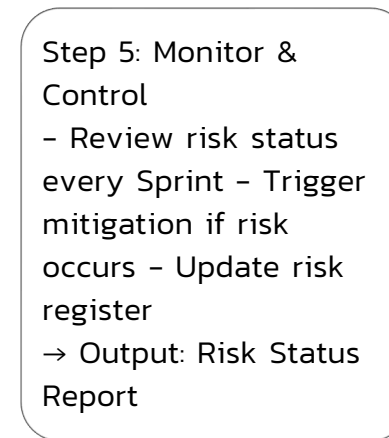 Step 5: Monitor &
Control
– Review risk status
every Sprint – Trigger
mitigation if risk
occurs – Update risk
register
→ Output: Risk Status
Report